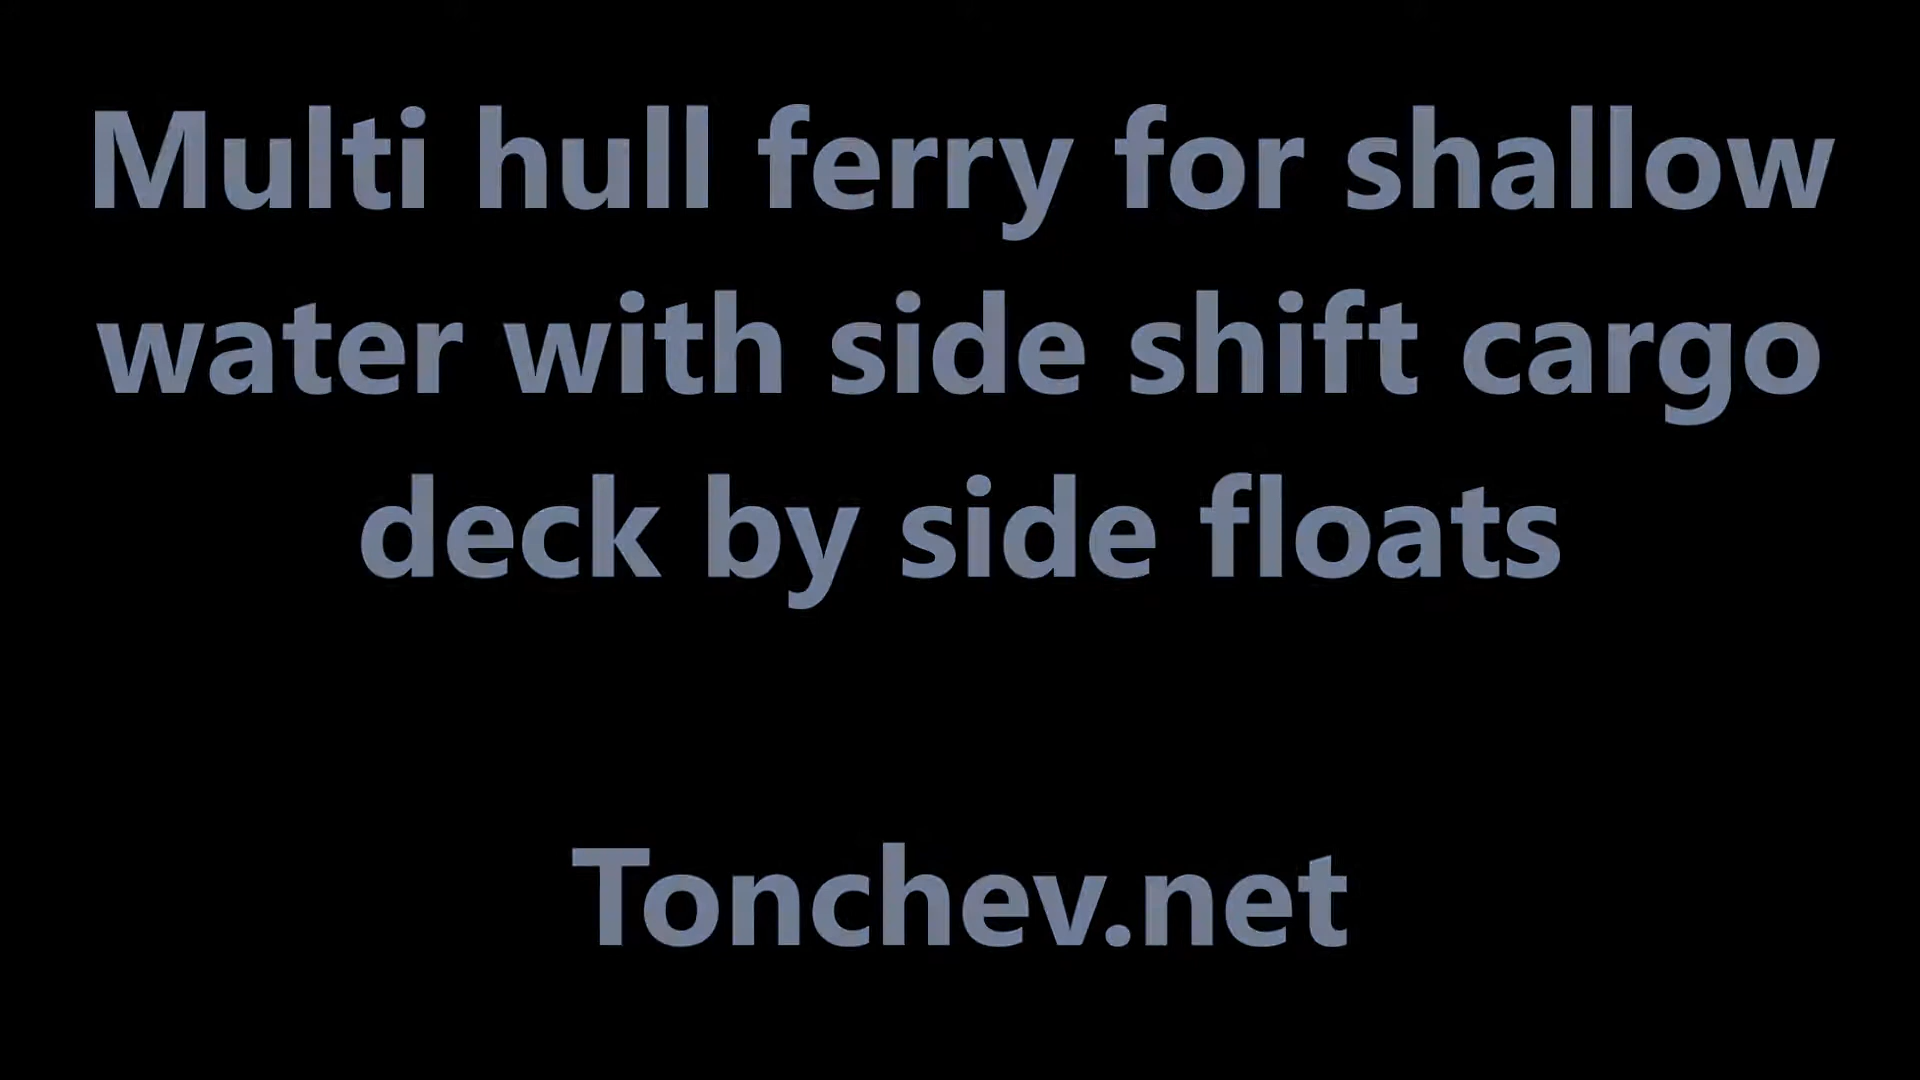 Multi hull ferry for shallow
water with side shift cargo
deck by side floats
Tonchev.net